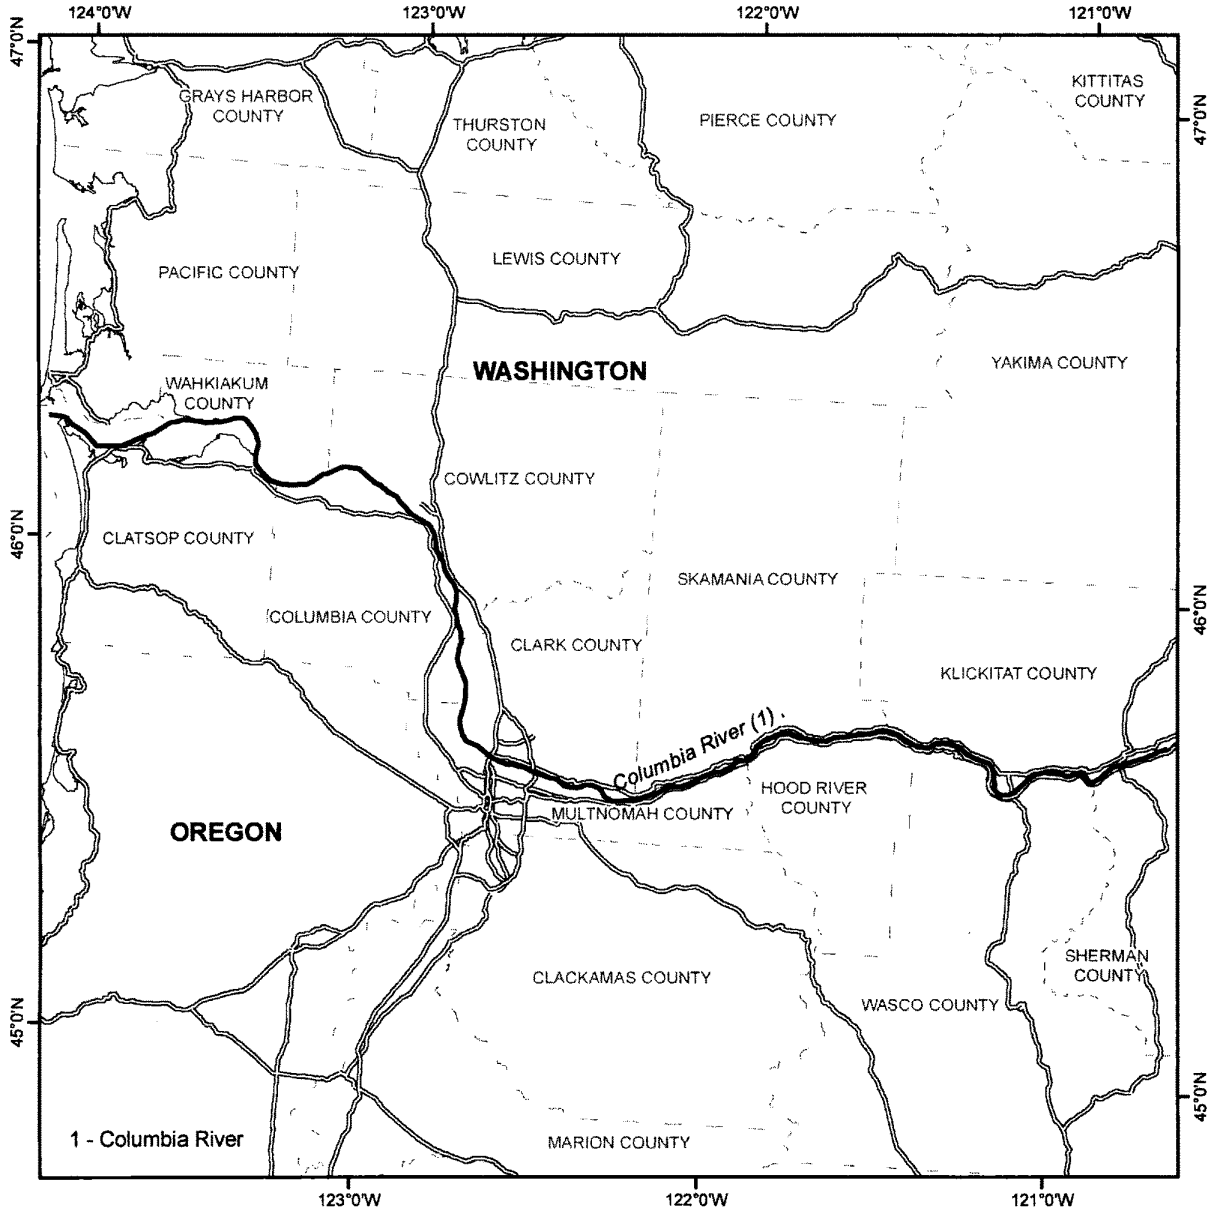 124°0'W 123°0'W 122°0'W 121°0'W
47°0'N
47°0'N
GRAYS HARBOR
COUNTY
THURSTON
COUNTY
PIERCE COUNTY
KITTITAS
COUNTY
PACIFIC COUNTY
LEWIS COUNTY
WASHINGTON
YAKIMA COUNTY
WAHKIAKUM
COUNTY
COWLITZ COUNTY
46°0'N
CLATSOP COUNTY
SKAMANIA COUNTY
46°0'N
COLUMBIA COUNTY
CLARK COUNTY
KLICKITAT COUNTY
Columbia River (1)
HOOD RIVER
COUNTY
MULTNOMAH COUNTY
OREGON
SHERMAN
COUNTY
CLACKAMAS COUNTY
WASCO COUNTY
45°0'N
45°0'N
1 - Columbia River
MARION COUNTY
123°0'W 122°0'W 121°0'W